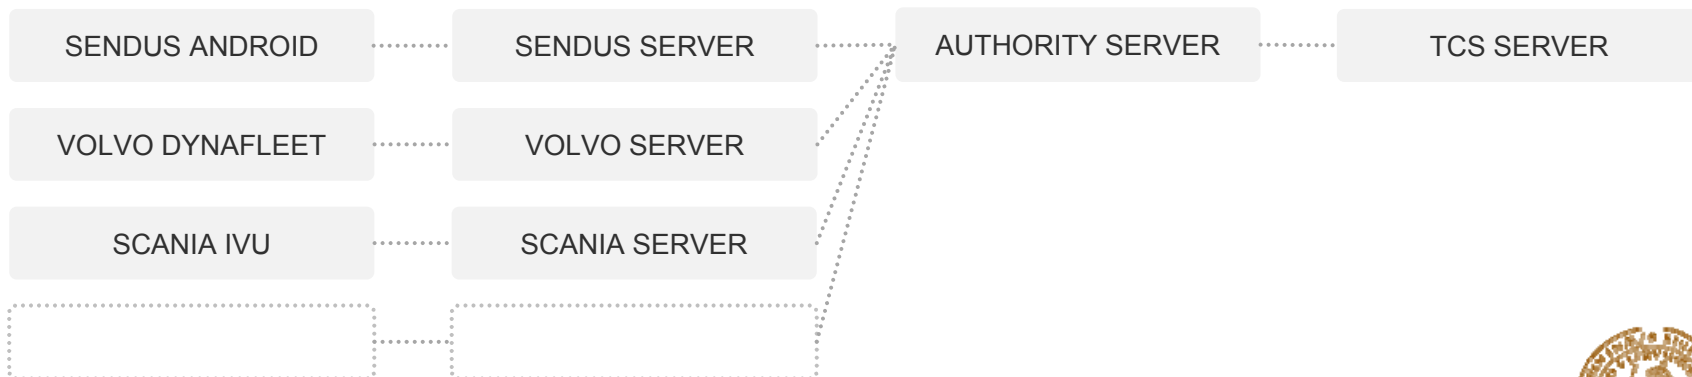 SENDUS ANDROID
SENDUS SERVER
AUTHORITY SERVER
TCS SERVER
VOLVO DYNAFLEET
VOLVO SERVER
SCANIA IVU
SCANIA SERVER